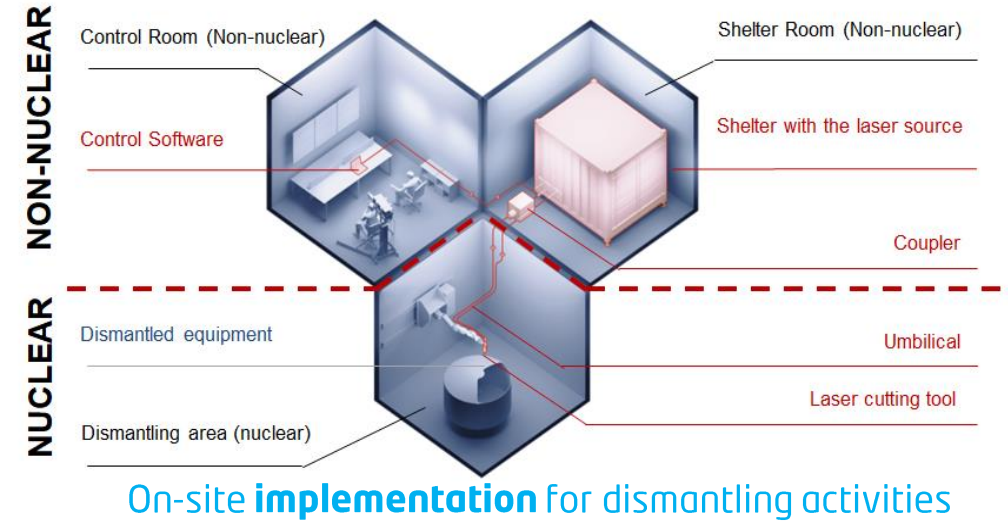 NON-NUCLEAR
Control Room (Non-nuclear)
Shelter Room (Non-nuclear)
Control Software
Shelter with the laser source
Coupler
NUCLEAR
Dismantled equipment
Umbilical
Laser cutting tool
Dismantling area (nuclear)
On-site implementation for dismantling activities